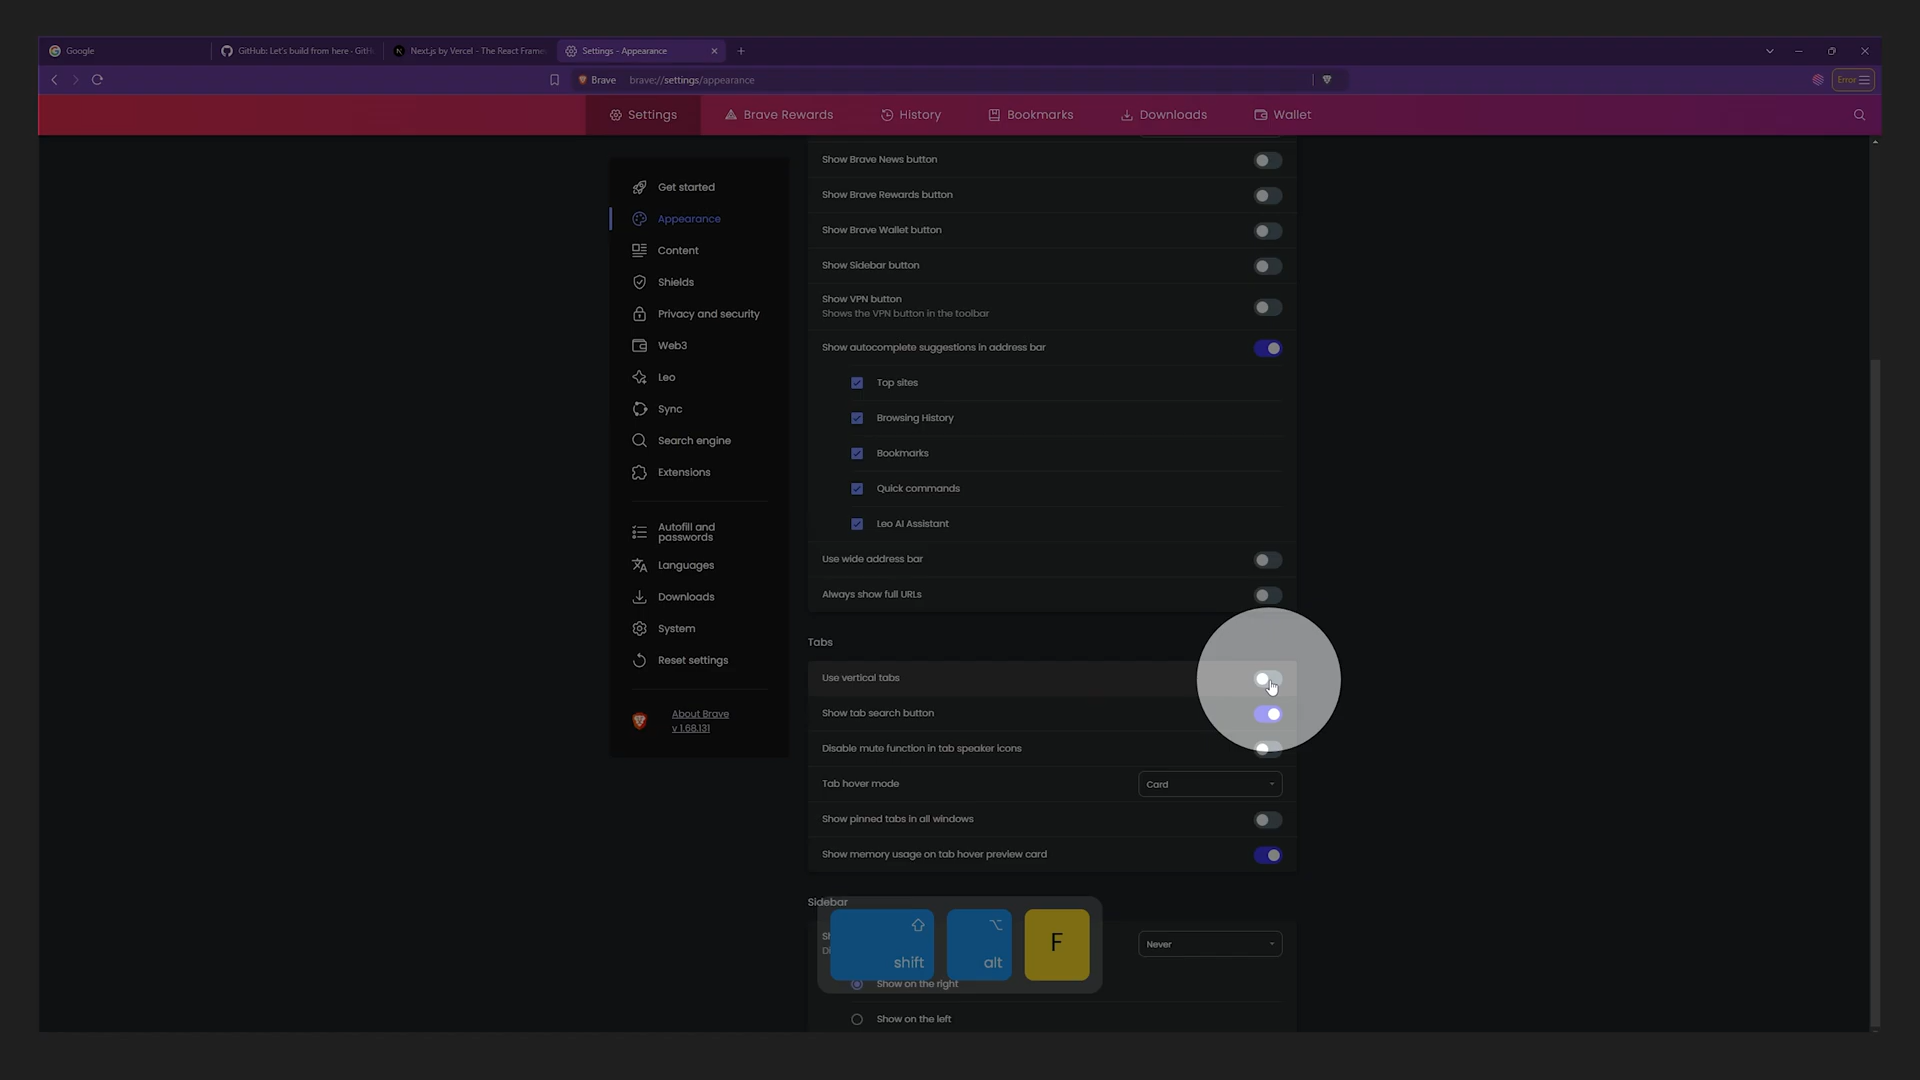 Google
GitHub: Let's build from here · GitH
Next.js by Vercel - The React Frame
Settings - Appearance
Brave
brave://settings/appearance
Error
Settings
Brave Rewards
History
Bookmarks
Downloads
Wallet
Get started
Appearance
Content
Shields
Privacy and security
Web3
Leo
Sync
Search engine
Extensions
Autofill and
passwords
Languages
Downloads
System
Reset settings
About Brave
v 1.68.131
Show Brave News button
Show Brave Rewards button
Show Brave Wallet button
Show Sidebar button
Show VPN button
Shows the VPN button in the toolbar
Show autocomplete suggestions in address bar
Top sites
Browsing History
Bookmarks
Quick commands
Leo AI Assistant
Use wide address bar
Always show full URLs
Tabs
Use vertical tabs
Show tab search button
Disable mute function in tab speaker icons
Tab hover mode
Card
Show pinned tabs in all windows
Show memory usage on tab hover preview card
Sidebar
Never
shift
alt
F
Show on the right
Show on the left